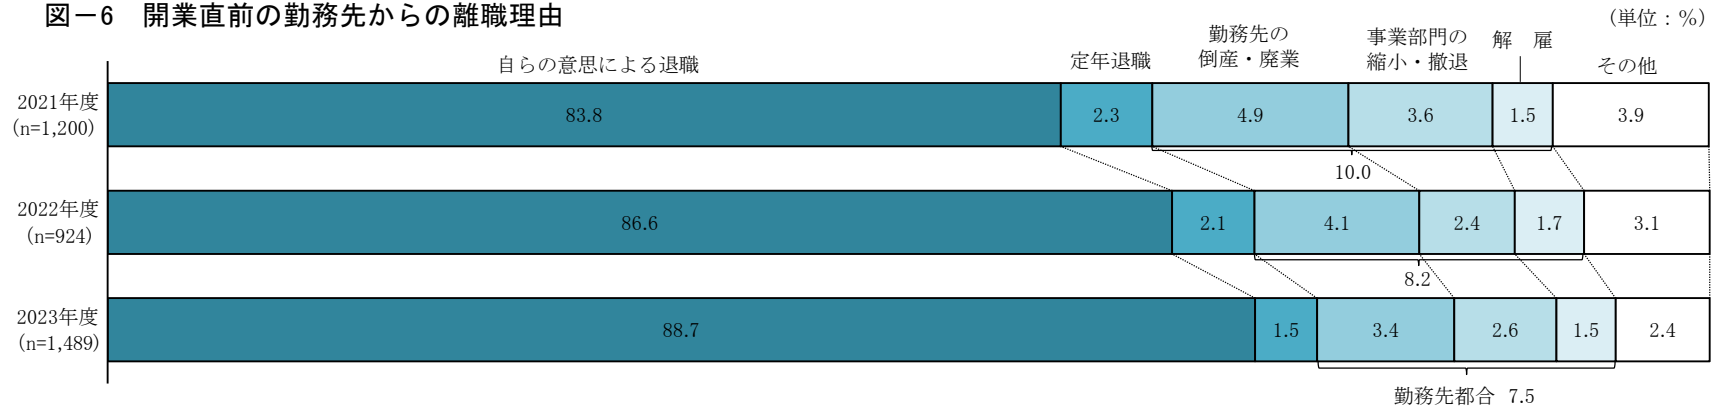 図－6　開業直前の勤務先からの離職理由
（単位：％）
自らの意思による退職
定年退職
勤務先の
倒産・廃業
事業部門の
縮小・撤退
解　雇
その他
2021年度
(n=1,200)
83.8
2.3
4.9
3.6
1.5
3.9
10.0
2022年度
(n=924)
86.6
2.1
4.1
2.4
1.7
3.1
8.2
2023年度
(n=1,489)
88.7
1.5
3.4
2.6
1.5
2.4
勤務先都合 7.5